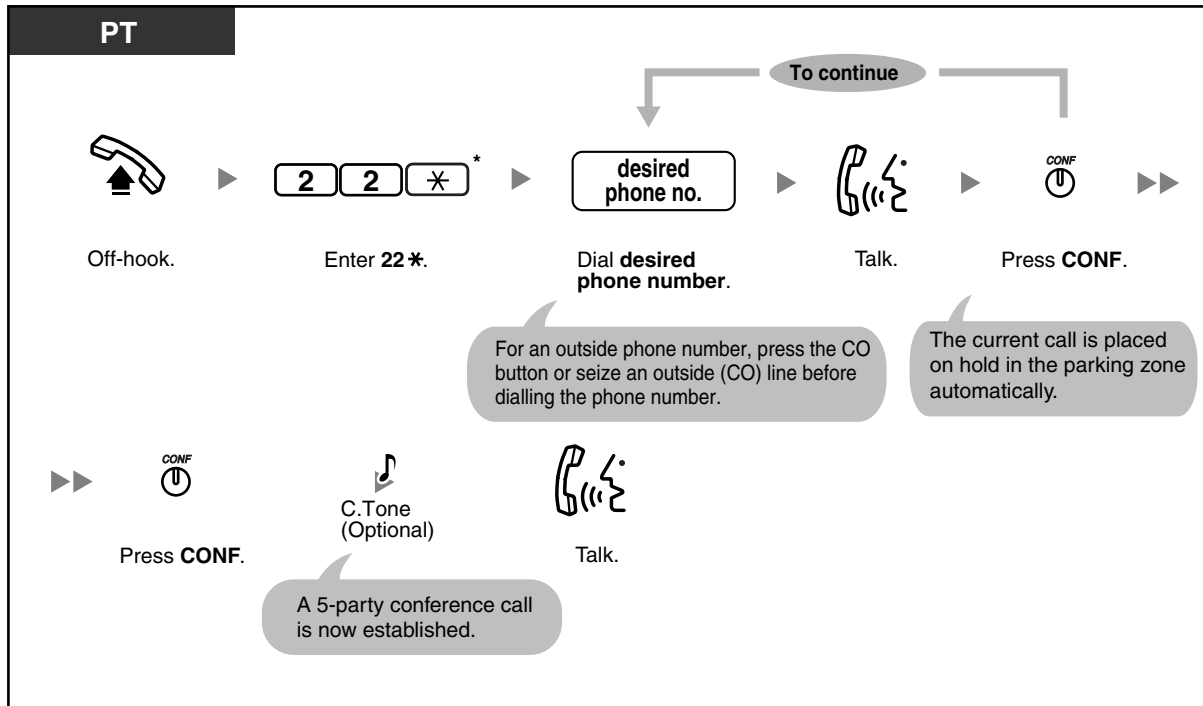 PT
To continue
2 2 * *
desired
phone no.
CONF
Off-hook.
Enter 22*.
Dial desired
phone number.
Talk.
Press CONF.
For an outside phone number, press the CO
button or seize an outside (CO) line before
dialling the phone number.
The current call is placed
on hold in the parking zone
automatically.
CONF
C.Tone
(Optional)
Press CONF.
Talk.
A 5-party conference call
is now established.